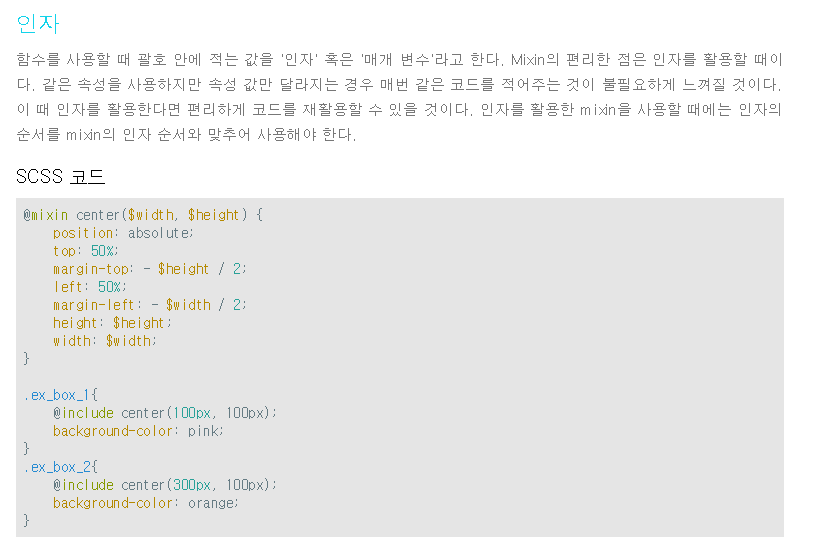 인자
함수를 사용할 때 괄호 안에 적는 값을 '인자' 혹은 '매개 변수'라고 한다. Mixin의 편리한 점은 인자를 활용할 때이
다. 같은 속성을 사용하지만 속성 값만 달라지는 경우 매번 같은 코드를 적어주는 것이 불필요하게 느껴질 것이다.
이 때 인자를 활용한다면 편리하게 코드를 재활용할 수 있을 것이다. 인자를 활용한 mixin을 사용할 때에는 인자의
순서를 mixin의 인자 순서와 맞추어 사용해야 한다.
SCSS 코드
@mixin center($width, $height) {
    position: absolute;
    top: 50%;
    margin-top: - $height / 2;
    left: 50%;
    margin-left: - $width / 2;
    height: $height;
    width: $width;
}
.ex_box_1{
    @include center(100px, 100px);
    background-color: pink;
}
.ex_box_2{
    @include center(300px, 100px);
    background-color: orange;
}